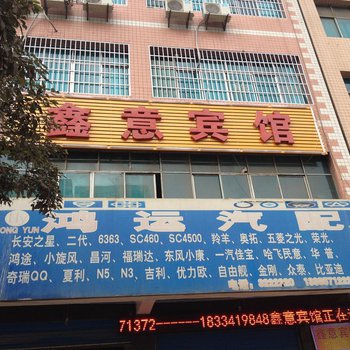 鑫意宾馆
ONG YUN 鸿运汽配
长安之星、二代、6363、SC460、SC4500、羚羊、奥拓、五菱之光、荣光、
鸿途、小旋风、昌河、福瑞达、东风小康、一汽佳宝、哈飞民意、华普、
奇瑞QQ、夏利、N5、N3、吉利、优力欧、自由舰、金刚、众泰、比亚迪
71372------1833419848鑫意宾馆正在